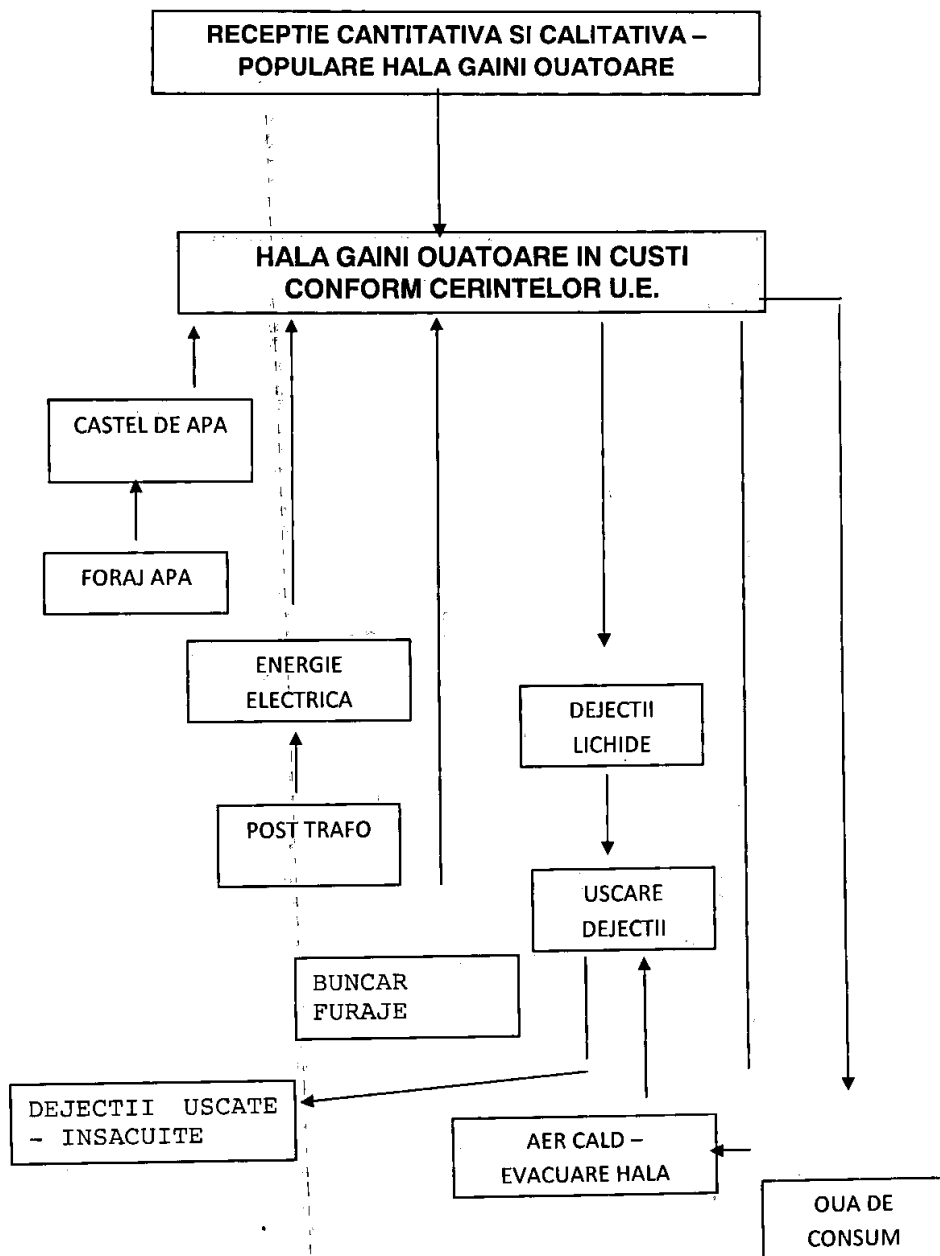 RECEPTIE CANTITATIVA SI CALITATIVA –
POPULARE HALA GAINI OUATOARE
HALA GAINI OUATOARE IN CUSTI
CONFORM CERINTELOR U.E.
CASTEL DE APA
FORAJ APA
ENERGIE
ELECTRICA
DEJECTII
LICHIDE
POST TRAFO
USCARE
DEJECTII
BUNCAR
FURAJE
DEJECTII USCATE
- INSACUITE
AER CALD –
EVACUARE HALA
OUA DE
CONSUM